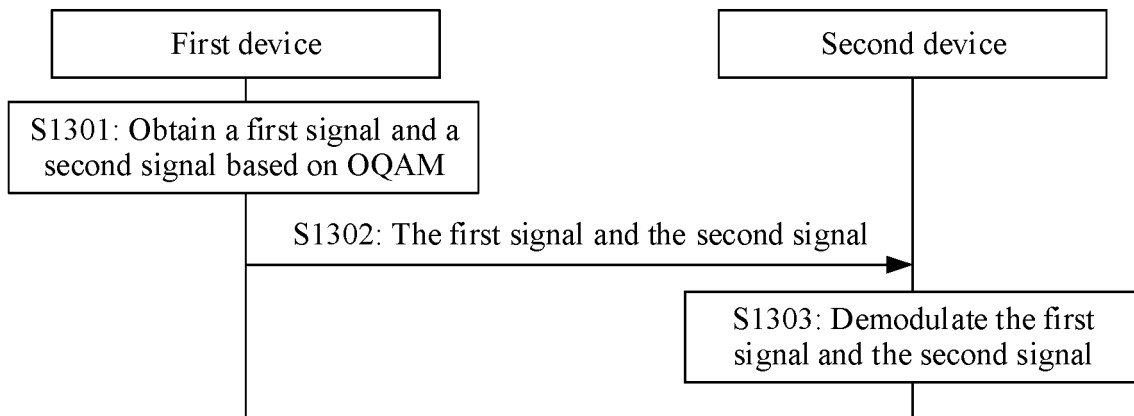 First device
Second device
S1301: Obtain a first signal and a
second signal based on OQAM
S1302: The first signal and the second signal
S1303: Demodulate the first
signal and the second signal